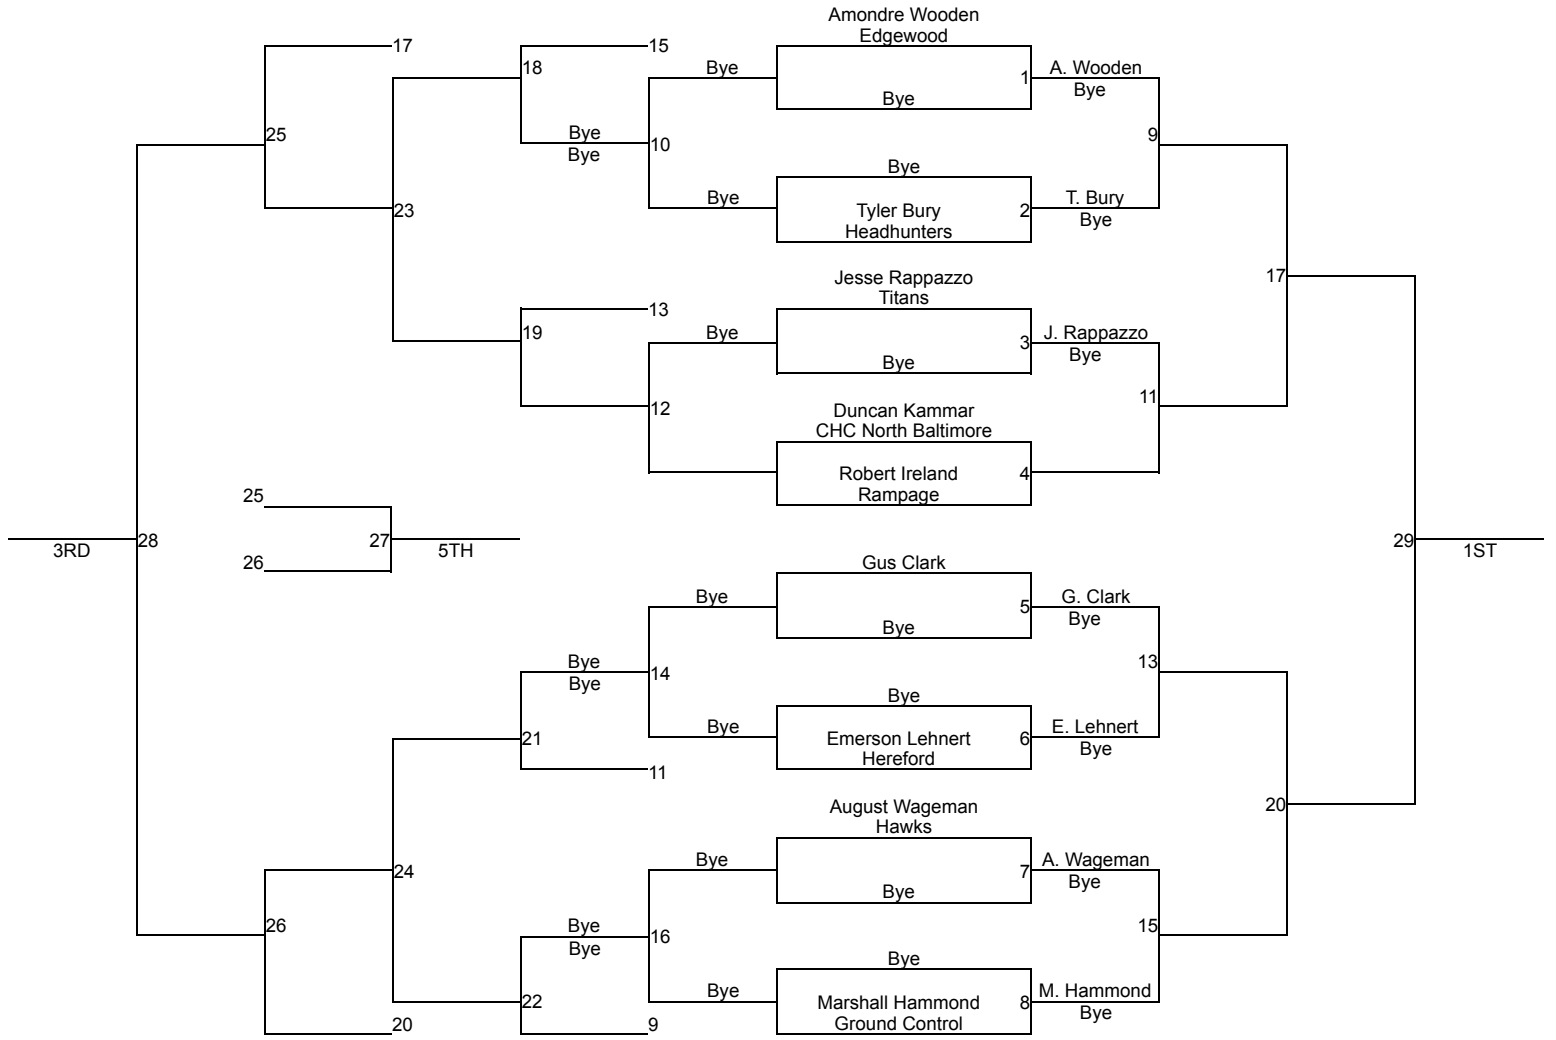 Amondre Wooden
Edgewood
17
15
18
Bye
1
A. Wooden
Bye
Bye
25
Bye
Bye
10
9
Bye
Bye
Tyler Bury
Headhunters
2
T. Bury
Bye
23
Jesse Rappazzo
Titans
17
13
19
Bye
3
J. Rappazzo
Bye
Bye
12
11
Duncan Kammar
CHC North Baltimore
Robert Ireland
Rampage
4
25
3RD
28
27
5TH
26
29
1ST
Gus Clark
Bye
5
G. Clark
Bye
Bye
Bye
Bye
14
13
Bye
Bye
Emerson Lehnert
Hereford
6
E. Lehnert
Bye
21
11
August Wageman
Hawks
20
Bye
7
A. Wageman
Bye
Bye
24
26
Bye
Bye
16
15
Bye
Bye
Marshall Hammond
Ground Control
8
M. Hammond
Bye
22
20
9